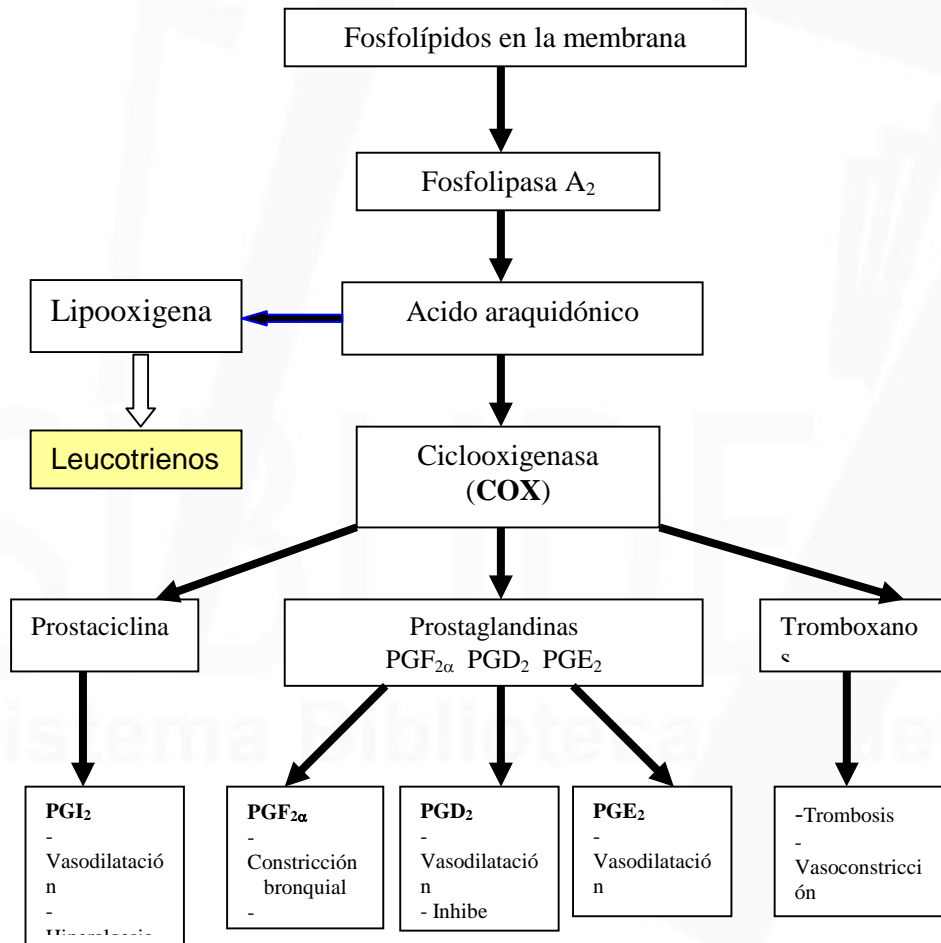 Fosfolípidos en la membrana
Fosfolipasa A₂
Lipooxigena
Acido araquidónico
Leucotrienos
Ciclooxigenasa
(COX)
Prostaciclina
Prostaglandinas
PGF₂α PGD₂ PGE₂
Tromboxano
s
PGI₂
-
Vasodilatació
n
-
Hiperalgesia
PGF₂α
-
Constricción
bronquial
-
PGD₂
-
Vasodilatació
n
- Inhibe
PGE₂
-
Vasodilatació
n
-Trombosis
-
Vasoconstricci
ón